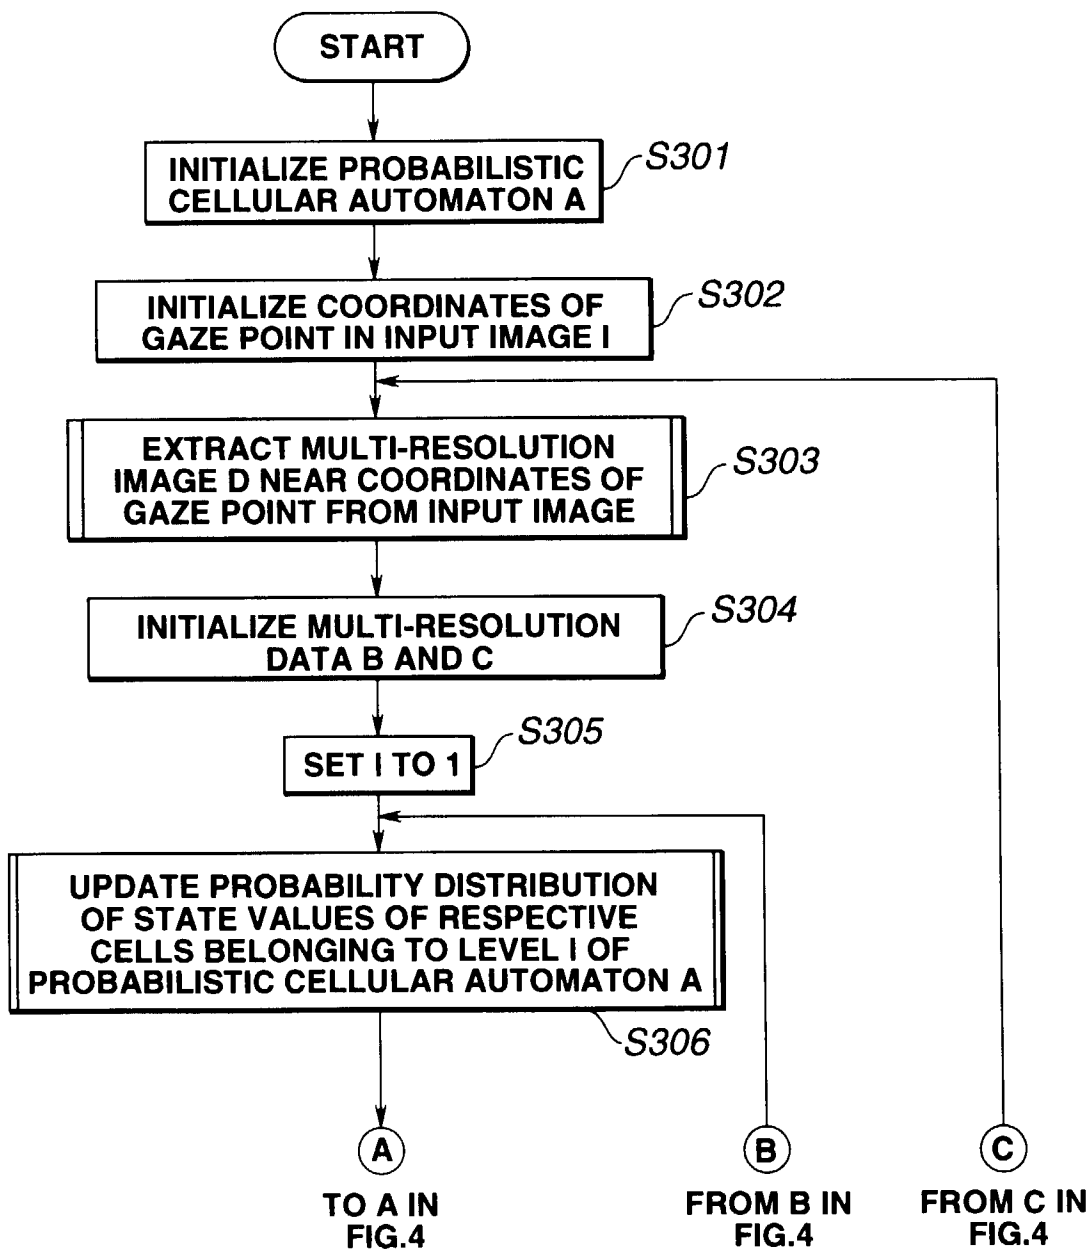 START
INITIALIZE PROBABILISTIC
CELLULAR AUTOMATON A
S301
INITIALIZE COORDINATES OF
GAZE POINT IN INPUT IMAGE I
S302
EXTRACT MULTI-RESOLUTION
IMAGE D NEAR COORDINATES OF
GAZE POINT FROM INPUT IMAGE
S303
INITIALIZE MULTI-RESOLUTION
DATA B AND C
S304
SET I TO 1
S305
UPDATE PROBABILITY DISTRIBUTION
OF STATE VALUES OF RESPECTIVE
CELLS BELONGING TO LEVEL I OF
PROBABILISTIC CELLULAR AUTOMATON A
S306
A
TO A IN
FIG.4
B
FROM B IN
FIG.4
C
FROM C IN
FIG.4